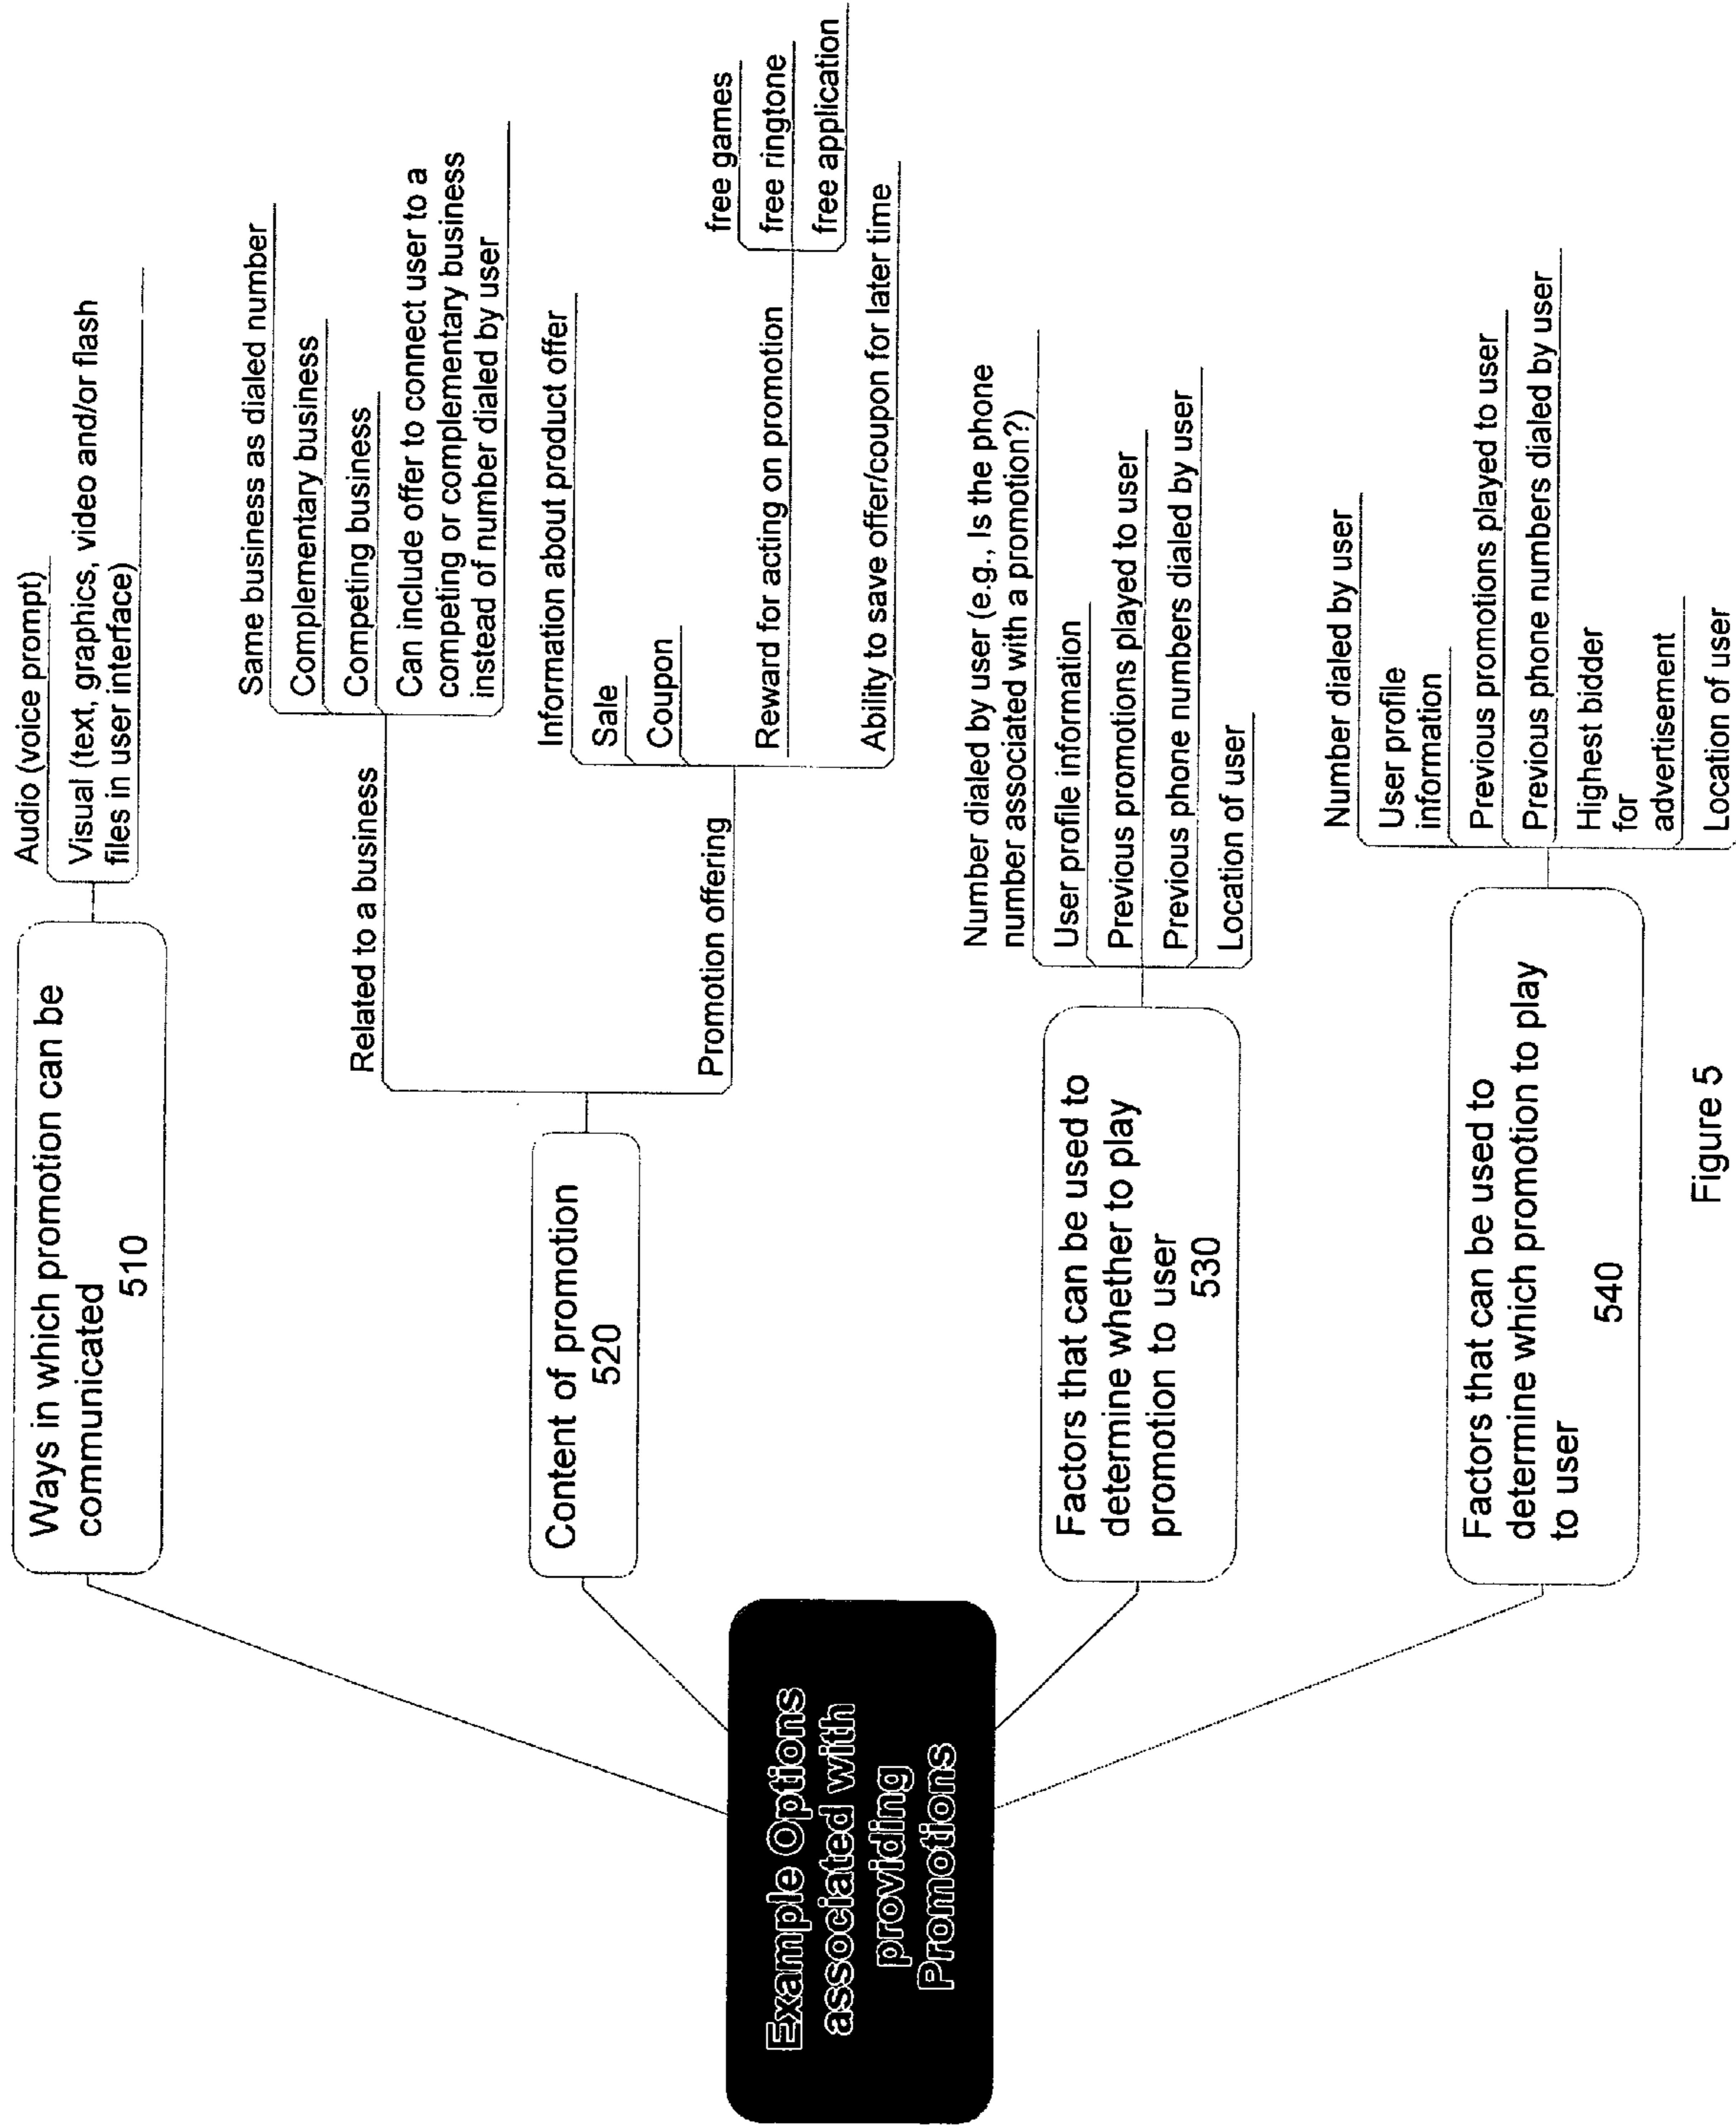 Example Options
associated with
providing
Promotions
Ways in which promotion can be
communicated
510
Audio (voice prompt)
Visual (text, graphics, video and/or flash
files in user interface)
Content of promotion
520
Related to a business
Same business as dialed number
Complementary business
Competing business
Can include offer to connect user to a
competing or complementary business
instead of number dialed by user
Promotion offering
Information about product offer
Sale
Coupon
Reward for acting on promotion
free games
free ringtone
free application
Ability to save offer/coupon for later time
Factors that can be used to
determine whether to play
promotion to user
530
Number dialed by user (e.g., Is the phone
number associated with a promotion?)
User profile information
Previous promotions played to user
Previous phone numbers dialed by user
Location of user
Factors that can be used to
determine which promotion to play
to user
540
Number dialed by user
User profile
information
Previous promotions played to user
Previous phone numbers dialed by user
Highest bidder
for
advertisement
Location of user
Figure 5